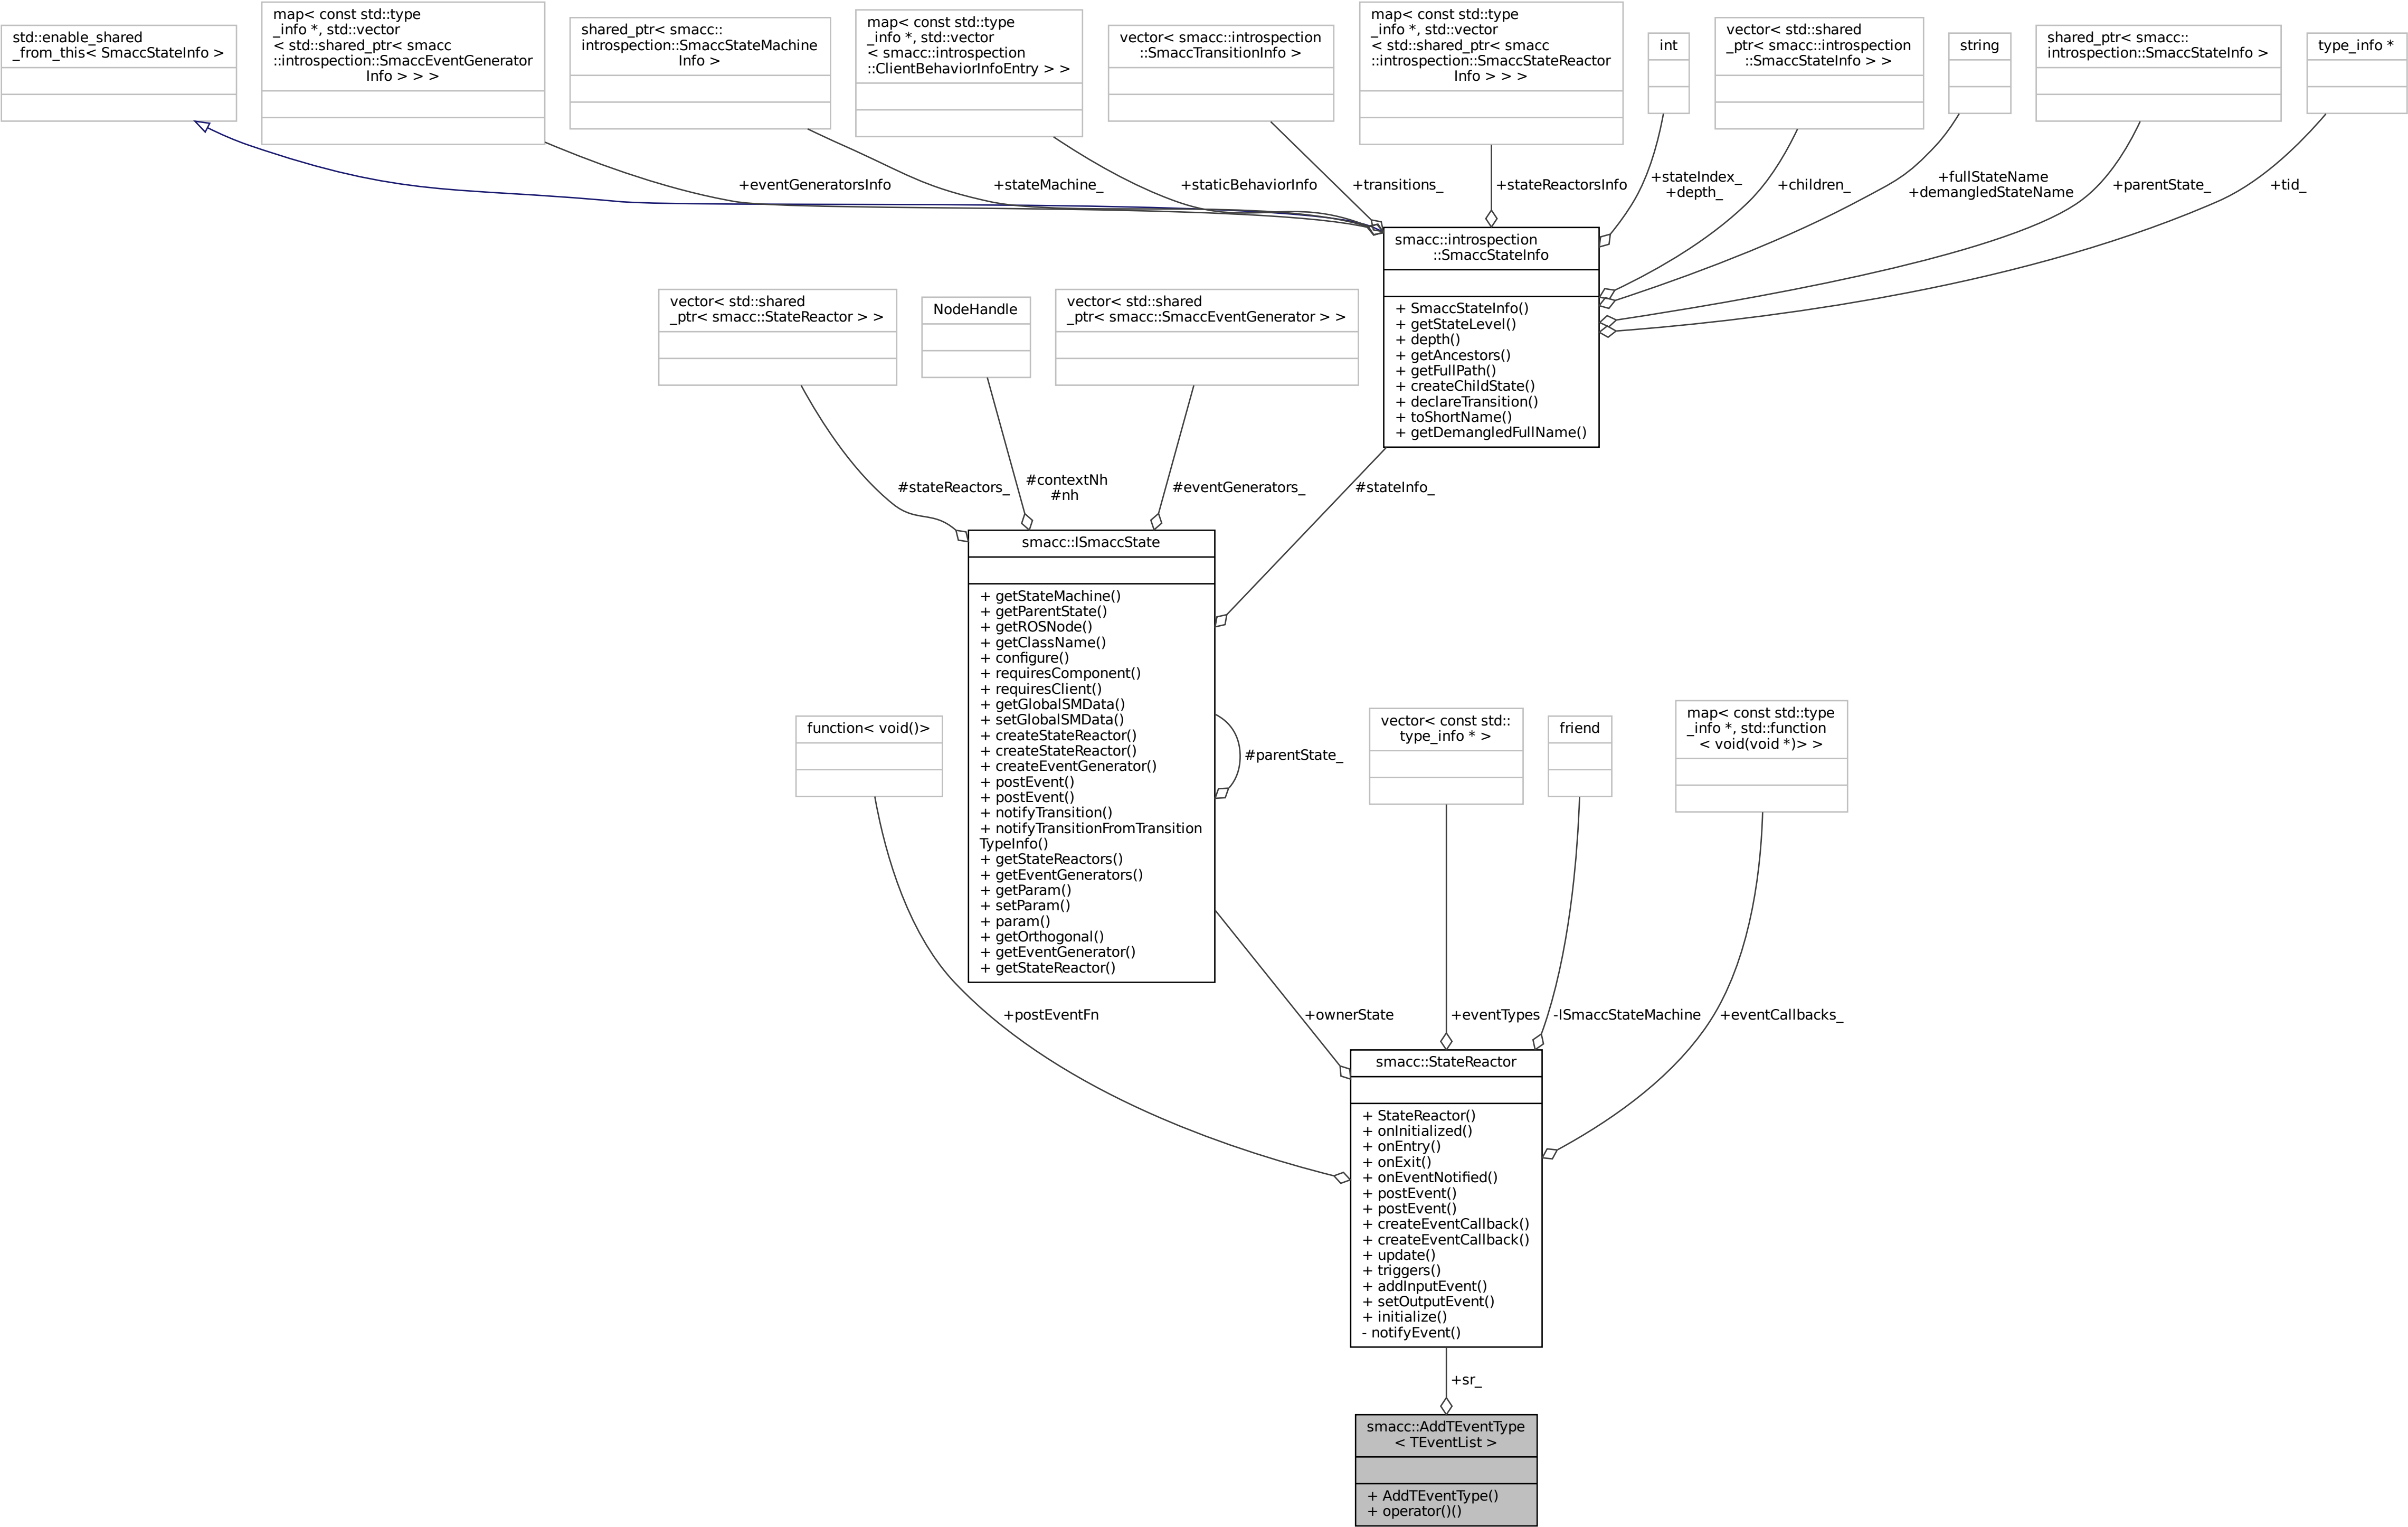 std::enable_shared
_from_this< SmaccStateInfo >
map< const std::type
_info *, std::vector
< std::shared_ptr< smacc
::introspection::SmaccEventGenerator
Info > > >
shared_ptr< smacc::
introspection::SmaccStateMachine
Info >
map< const std::type
_info *, std::vector
< smacc::introspection
::ClientBehaviorInfoEntry > >
vector< smacc::introspection
::SmaccTransitionInfo >
map< const std::type
_info *, std::vector
< std::shared_ptr< smacc
::introspection::SmaccStateReactor
Info > > >
int
vector< std::shared
_ptr< smacc::introspection
::SmaccStateInfo > >
string
shared_ptr< smacc::
introspection::SmaccStateInfo >
type_info *
+eventGeneratorsInfo
+stateMachine_
+staticBehaviorInfo
+transitions_
+stateReactorsInfo
+stateIndex_
+depth_
+children_
+fullStateName
+demangledStateName
+parentState_
+tid_
smacc::introspection
::SmaccStateInfo
+ SmaccStateInfo()
+ getStateLevel()
+ depth()
+ getAncestors()
+ getFullPath()
+ createChildState()
+ declareTransition()
+ toShortName()
+ getDemangledFullName()
vector< std::shared
_ptr< smacc::StateReactor > >
NodeHandle
vector< std::shared
_ptr< smacc::SmaccEventGenerator > >
#stateReactors_
#contextNh
#nh
#eventGenerators_
#stateInfo_
smacc::ISmaccState
+ getStateMachine()
+ getParentState()
+ getROSNode()
+ getClassName()
+ configure()
+ requiresComponent()
+ requiresClient()
+ getGlobalSMData()
+ setGlobalSMData()
+ createStateReactor()
+ createStateReactor()
+ createEventGenerator()
+ postEvent()
+ postEvent()
+ notifyTransition()
+ notifyTransitionFromTransition
TypeInfo()
+ getStateReactors()
+ getEventGenerators()
+ getParam()
+ setParam()
+ param()
+ getOrthogonal()
+ getEventGenerator()
+ getStateReactor()
#parentState_
function< void()>
vector< const std::
type_info * >
friend
map< const std::type
_info *, std::function
< void(void *)> >
+postEventFn
+ownerState
+eventTypes
-ISmaccStateMachine
+eventCallbacks_
smacc::StateReactor
+ StateReactor()
+ onInitialized()
+ onEntry()
+ onExit()
+ onEventNotified()
+ postEvent()
+ postEvent()
+ createEventCallback()
+ createEventCallback()
+ update()
+ triggers()
+ addInputEvent()
+ setOutputEvent()
+ initialize()
- notifyEvent()
+sr_
smacc::AddTEventType
< TEventList >
+ AddTEventType()
+ operator()()